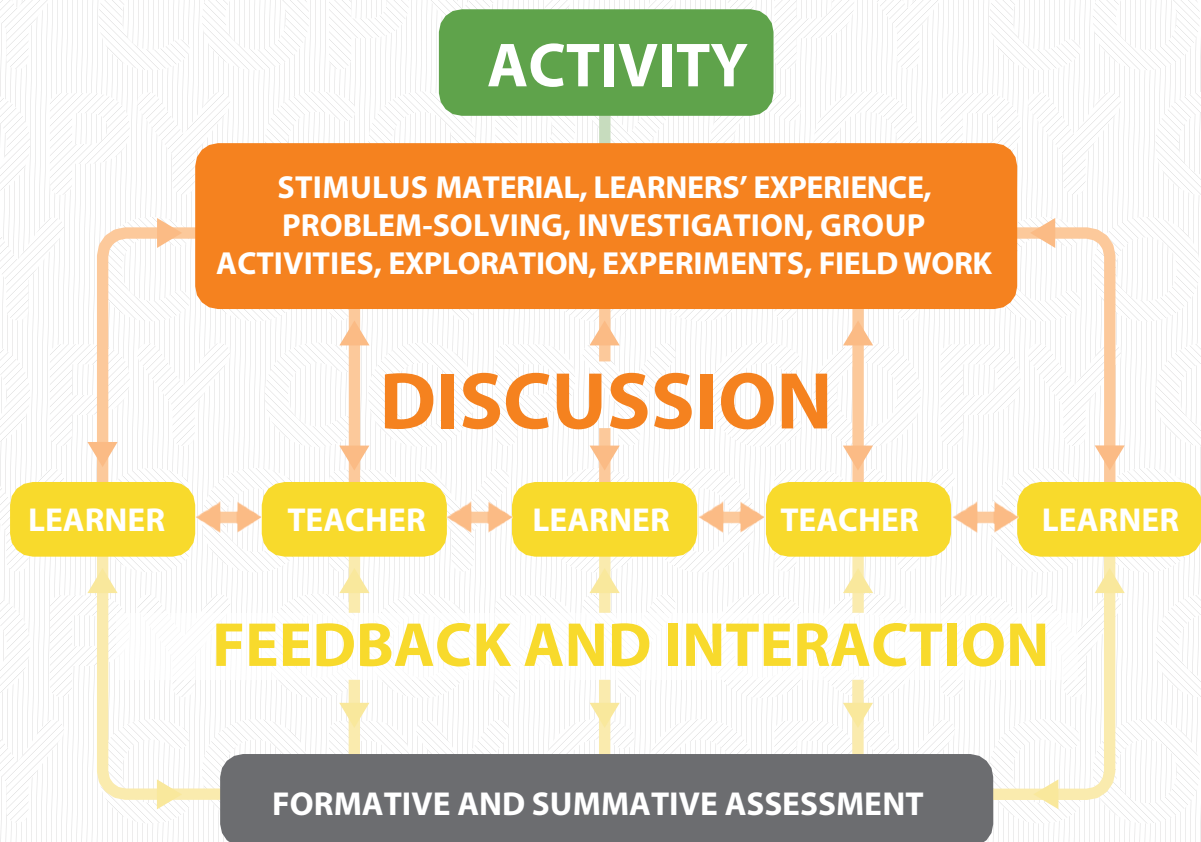 ACTIVITY
STIMULUS MATERIAL, LEARNERS’ EXPERIENCE,
PROBLEM-SOLVING, INVESTIGATION, GROUP
ACTIVITIES, EXPLORATION, EXPERIMENTS, FIELD WORK
DISCUSSION
LEARNER TEACHER LEARNER TEACHER LEARNER
FEEDBACK AND INTERACTION
FORMATIVE AND SUMMATIVE ASSESSMENT